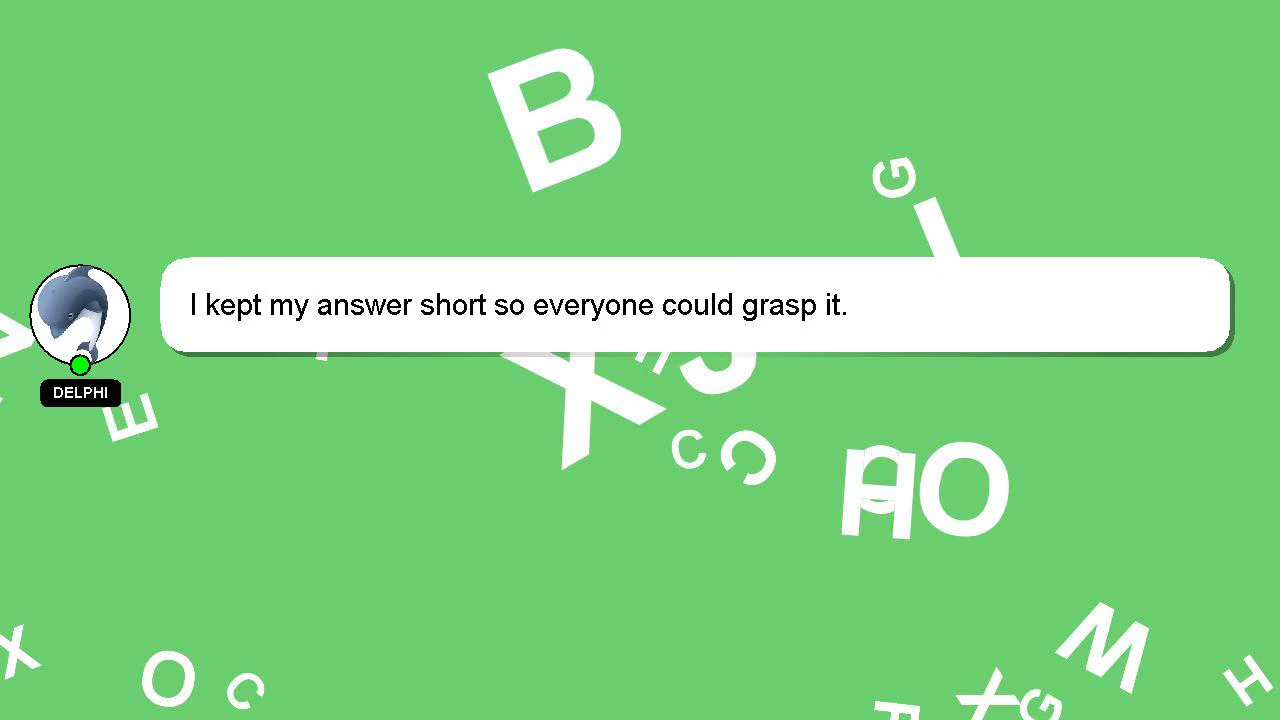 B
G
I
I kept my answer short so everyone could grasp it.
DELPHI
E
X
C
C
H
O
O
X
O
C
M
H
X
G